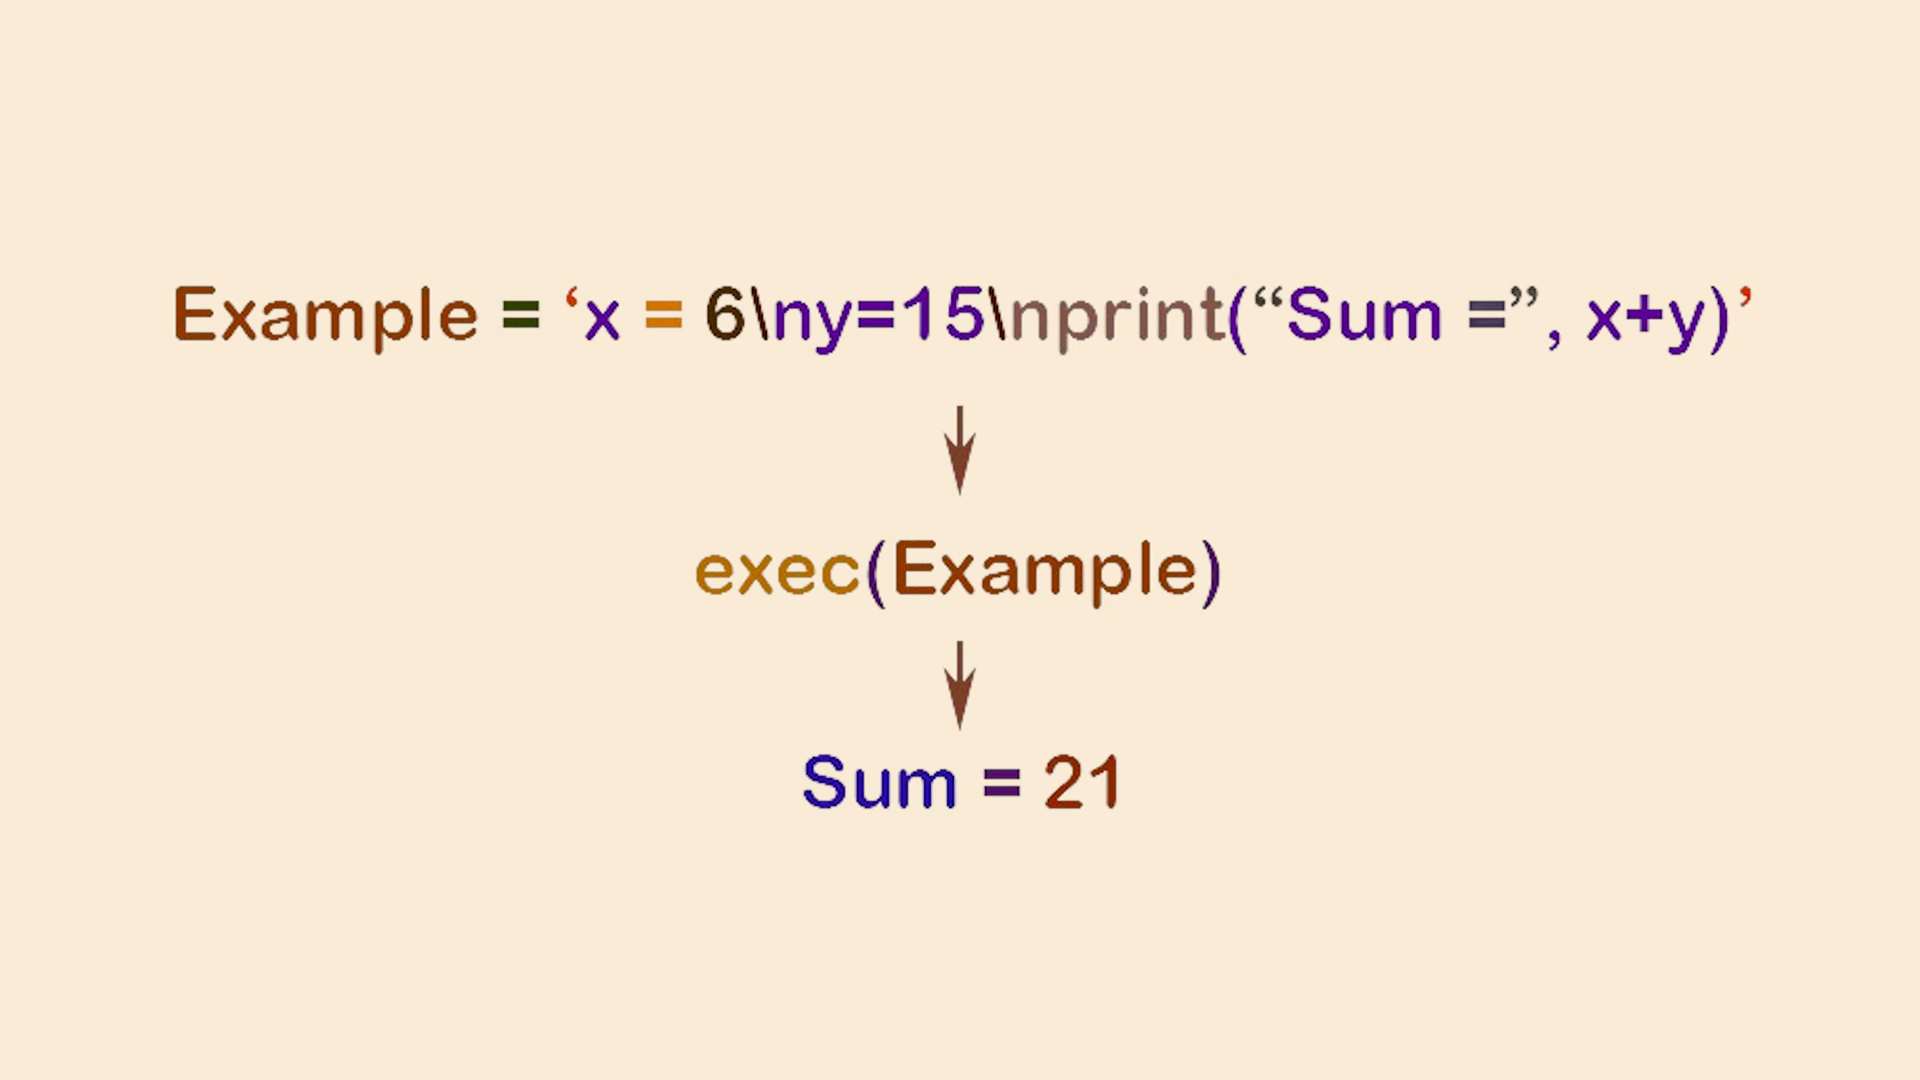 Example = ‘x = 6\ny=15\nprint(“Sum =”, x+y)’
exec(Example)
Sum = 21